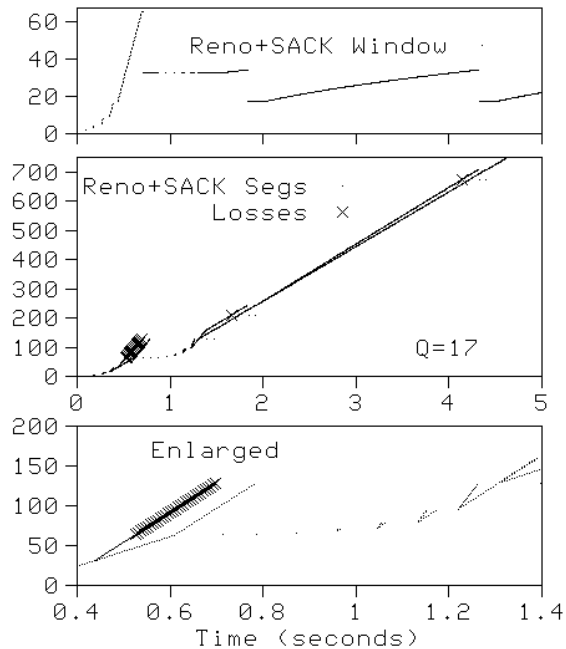 60
Reno+SACK Window
40
20
0
700
Reno+SACK Segs
600
Losses
500
400
300
200
100
Q=17
0
0 1 2 3 4 5
200
Enlarged
150
100
50
0
0.4 0.6 0.8 1 1.2 1.4
Time (seconds)